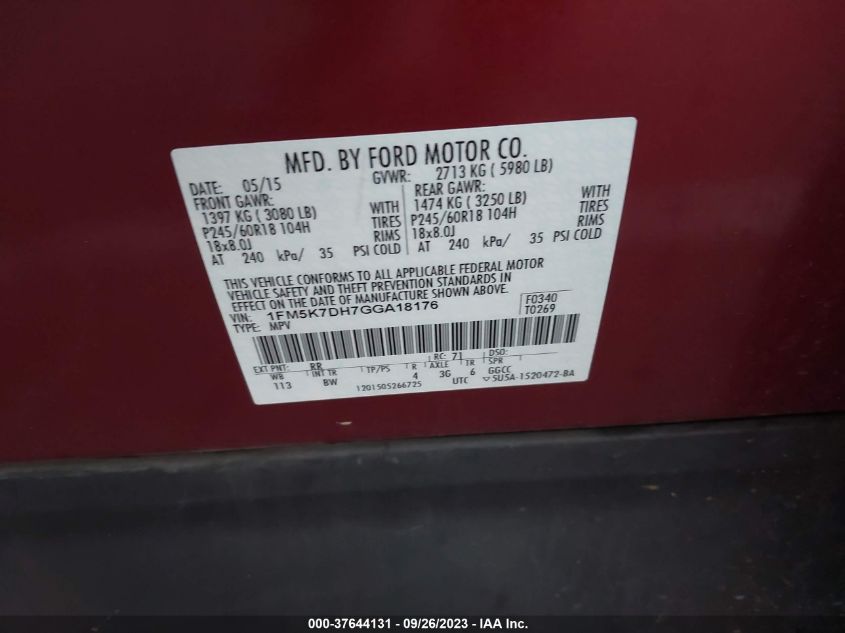 MFD. BY FORD MOTOR CO.
DATE: 05/15 GVWR: 2713 KG ( 5980 LB)
FRONT GAWR: REAR GAWR:
1397 KG ( 3080 LB) WITH 1474 KG ( 3250 LB) WITH
P245/60R18 104H TIRES P245/60R18 104H TIRES
18x8.0J RIMS 18x8.0J RIMS
AT 240 kPa/ 35 PSI COLD AT 240 kPa/ 35 PSI COLD
THIS VEHICLE CONFORMS TO ALL APPLICABLE FEDERAL MOTOR
VEHICLE SAFETY AND THEFT PREVENTION STANDARDS IN
EFFECT ON THE DATE OF MANUFACTURE SHOWN ABOVE.
VIN: 1FM5K7DH7GGA18176 F0340
TYPE: MPV T0269
EXT PNT: RR RC: 71 DSO:
WB INT TR TP/PS R AXLE TR SPR
113 BW 4 3G 6 GGCC
1201505266725 UTC ▽5U5A-1520472-BA
000-37644131 - 09/26/2023 - IAA Inc.